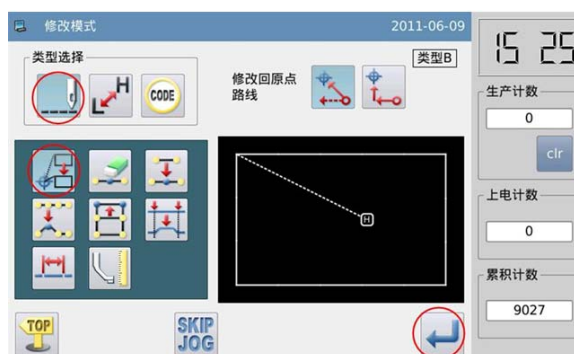 修改模式
2011-06-09
15 25
类型选择
H
L
CODE
修改回原点
路线
类型B
生产计数
0
clr
上电计数
0
H
累积计数
9027
TOP
SKIP
JOG